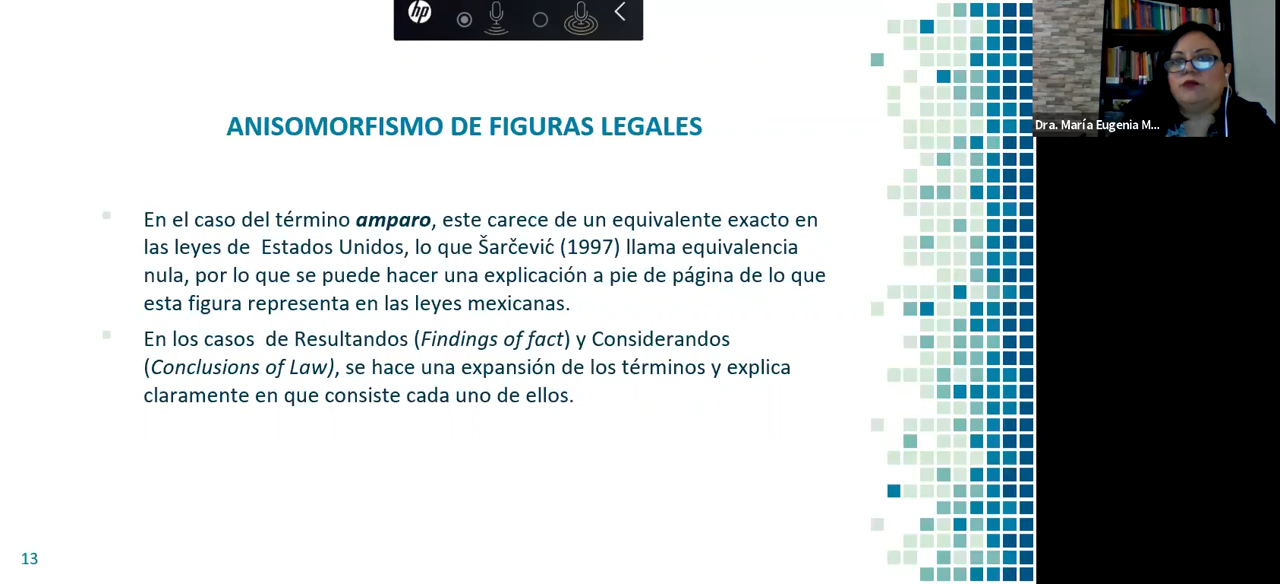 hp
ANISOMORFISMO DE FIGURAS LEGALES
Dra. María Eugenia M...
En el caso del término amparo, este carece de un equivalente exacto en
las leyes de Estados Unidos, lo que Šarčević (1997) llama equivalencia
nula, por lo que se puede hacer una explicación a pie de página de lo que
esta figura representa en las leyes mexicanas.
En los casos de Resultandos (Findings of fact) y Considerandos
(Conclusions of Law), se hace una expansión de los términos y explica
claramente en que consiste cada uno de ellos.
13